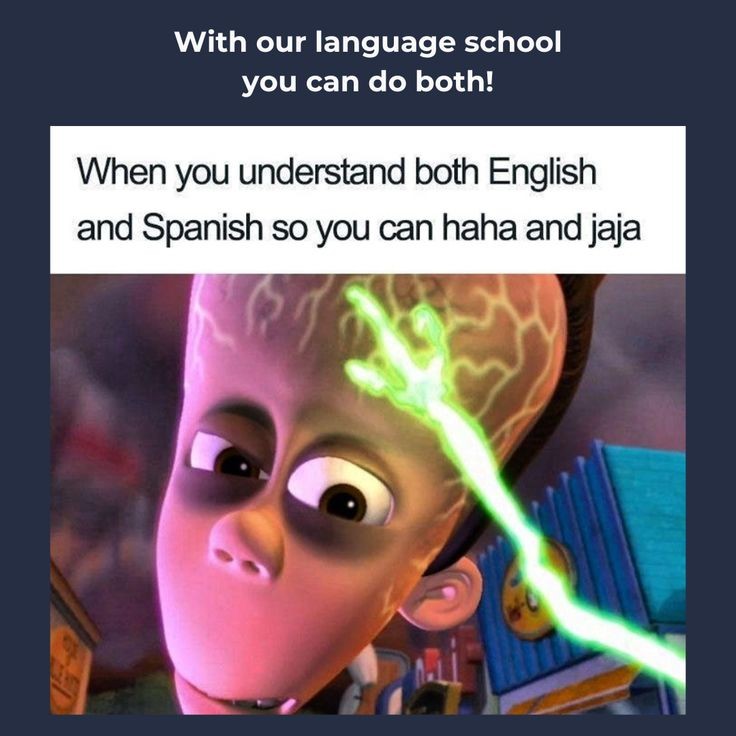 With our language school
you can do both!
When you understand both English
and Spanish so you can haha and jaja